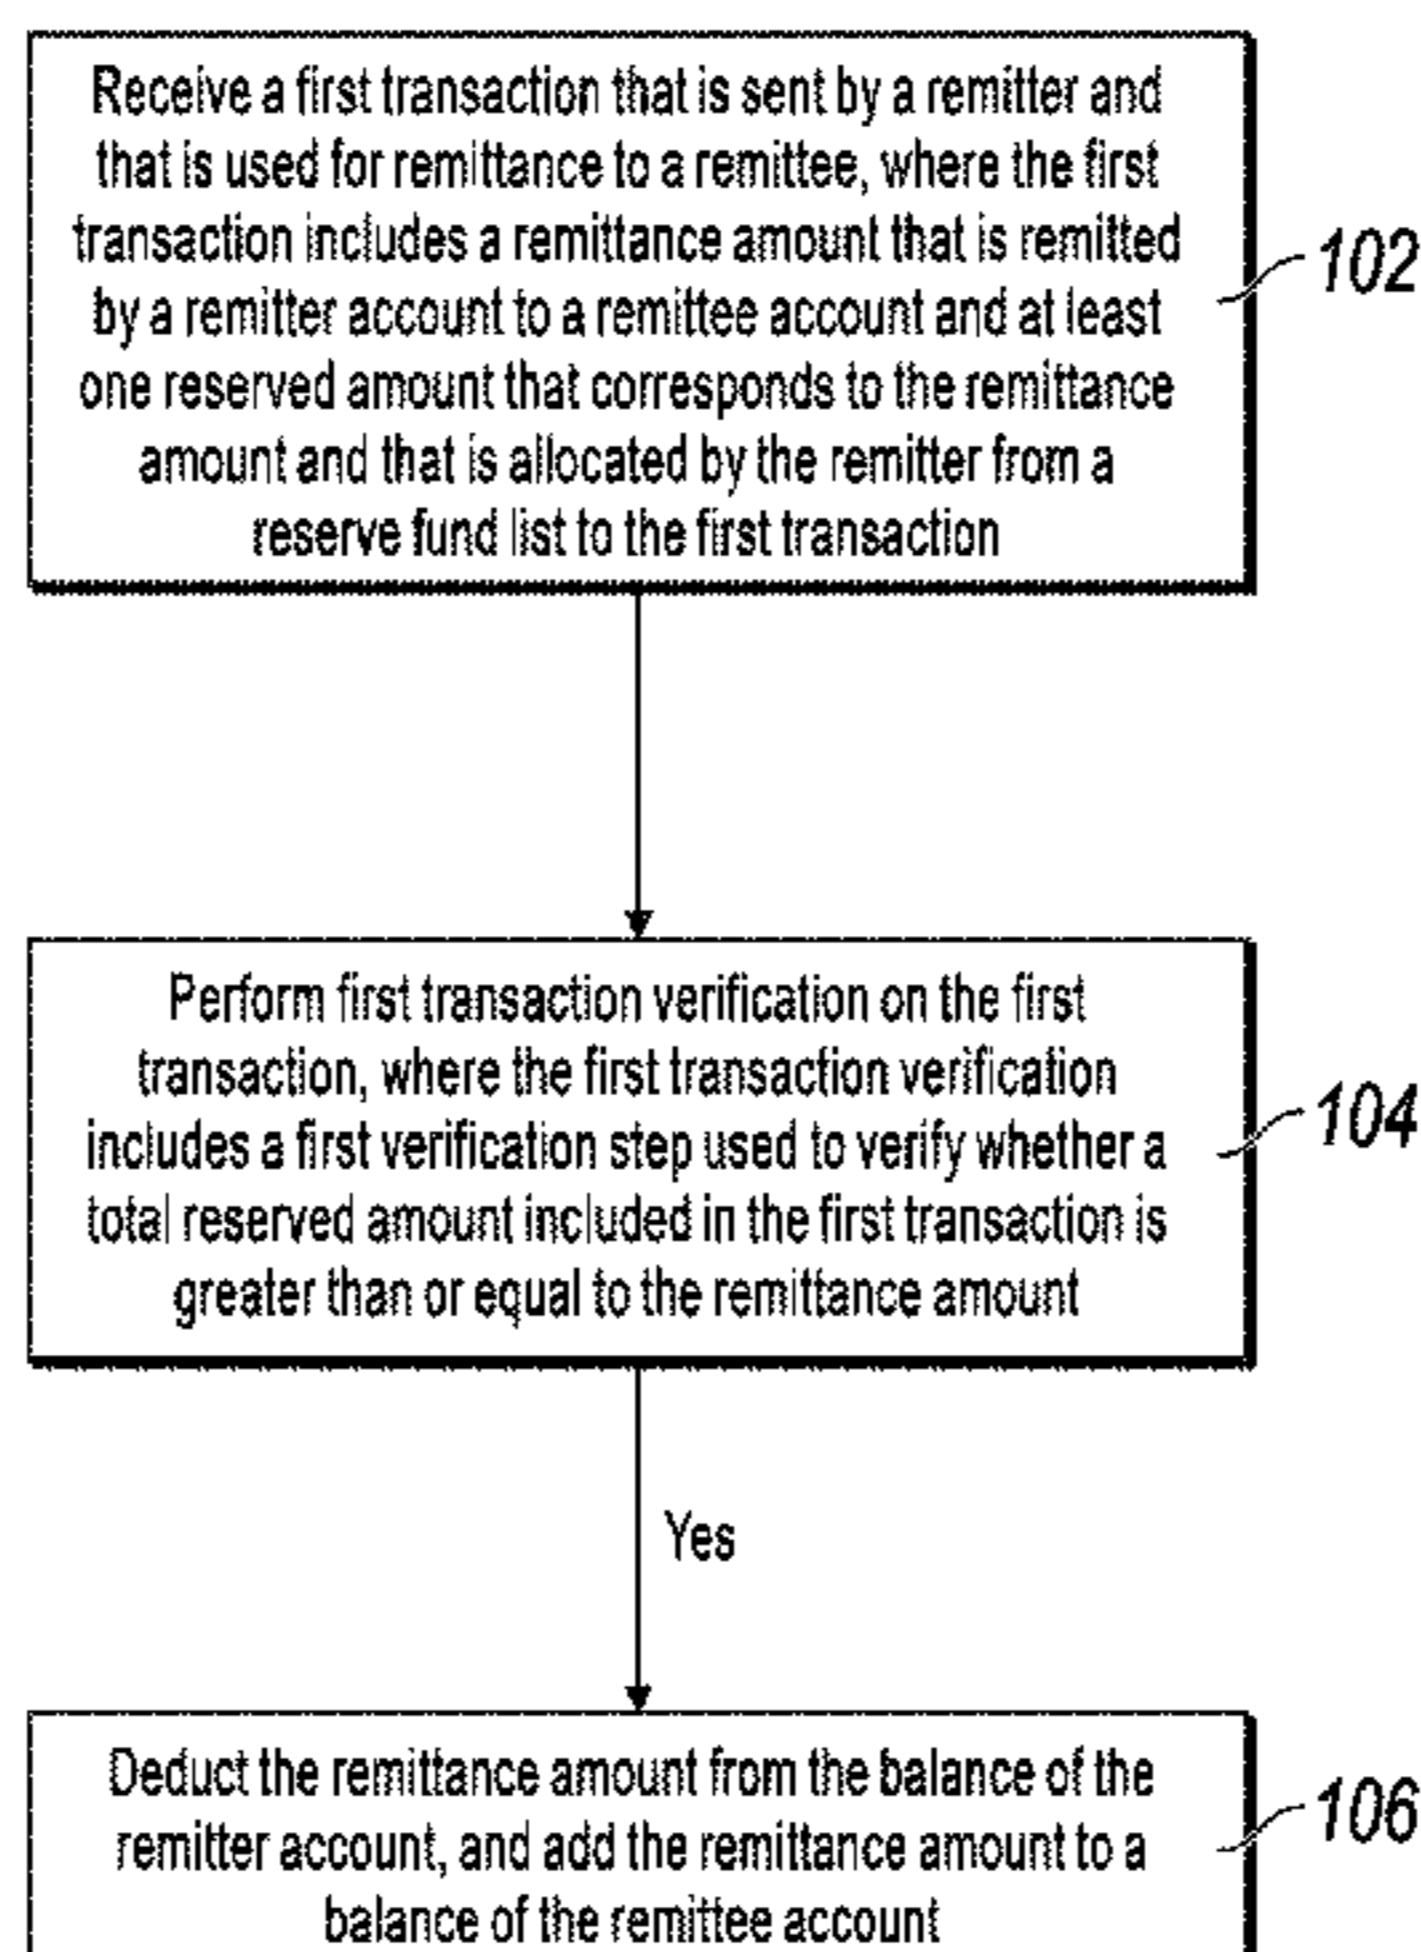 Receive a first transaction that is sent by a remitter and
that is used for remittance to a remittee, where the first
transaction includes a remittance amount that is remitted
by a remitter account to a remittee account and at least
one reserved amount that corresponds to the remittance
amount and that is allocated by the remitter from a
reserve fund list to the first transaction
102
Perform first transaction verification on the first
transaction, where the first transaction verification
includes a first verification step used to verify whether a
total reserved amount included in the first transaction is
greater than or equal to the remittance amount
104
Yes
Deduct the remittance amount from the balance of the
remitter account, and add the remittance amount to a
balance of the remittee account
106